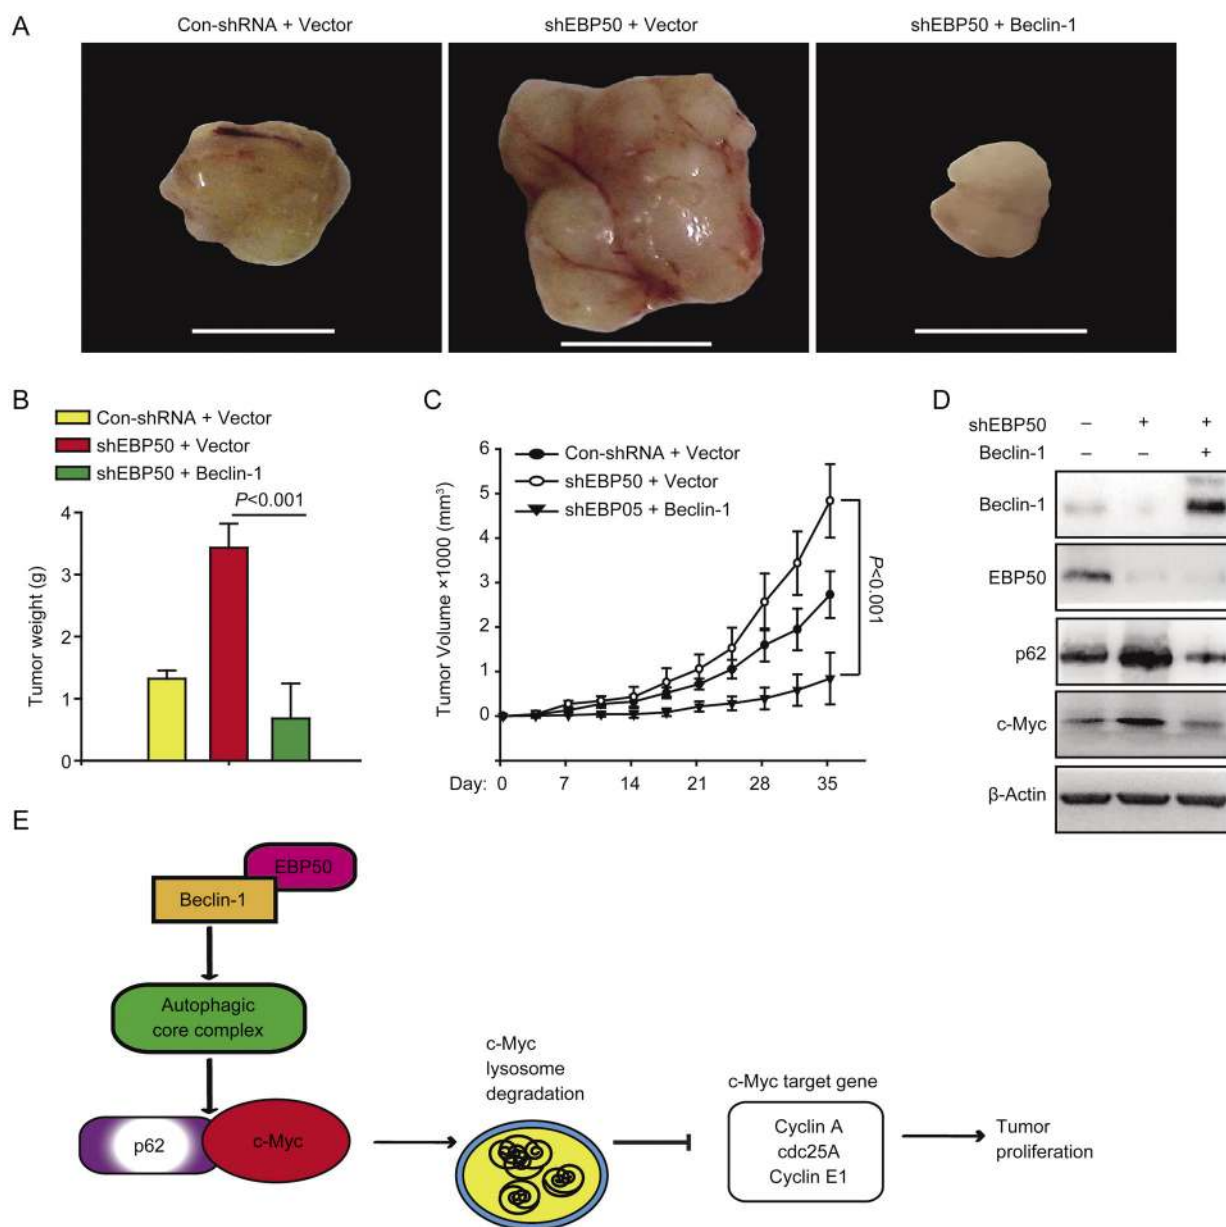 A
Con-shRNA + Vector
shEBP50 + Vector
shEBP50 + Beclin-1
B
Con-shRNA + Vector
shEBP50 + Vector
shEBP50 + Beclin-1
P<0.001
Tumor weight (g)
4
3
2
1
0
C
Con-shRNA + Vector
shEBP50 + Vector
shEBP05 + Beclin-1
Tumor Volume ×1000 (mm³)
6
5
4
3
2
1
0
P<0.001
Day: 0 7 14 21 28 35
D
shEBP50 – + +
Beclin-1 – – +
Beclin-1
EBP50
p62
c-Myc
β-Actin
E
EBP50
Beclin-1
Autophagic
core complex
p62
c-Myc
c-Myc
lysosome
degradation
c-Myc target gene
Cyclin A
cdc25A
Cyclin E1
Tumor
proliferation